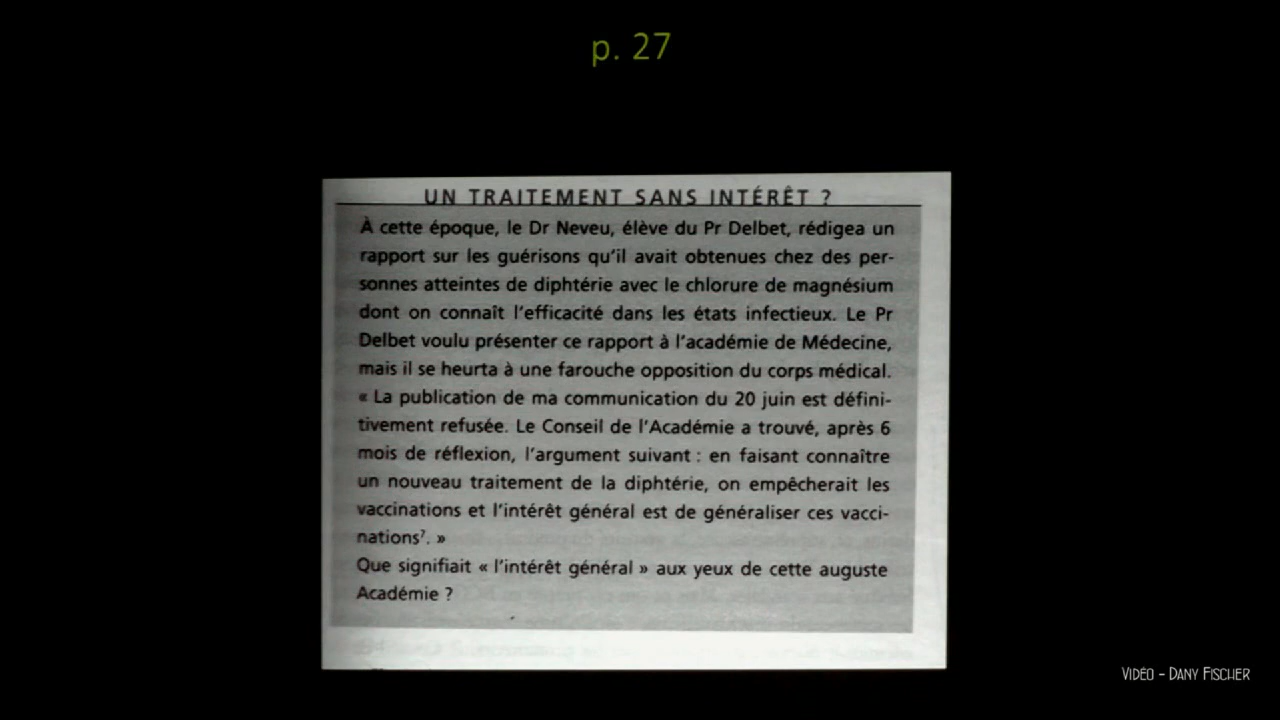 p. 27
UN TRAITEMENT SANS INTÉRÊT ?
À cette époque, le Dr Neveu, élève du Pr Delbet, rédigea un
rapport sur les guérisons qu'il avait obtenues chez des per-
sonnes atteintes de diphtérie avec le chlorure de magnésium
dont on connaît l'efficacité dans les états infectieux. Le Pr
Delbet voulu présenter ce rapport à l'académie de Médecine,
mais il se heurta à une farouche opposition du corps médical.
« La publication de ma communication du 20 juin est défini-
tivement refusée. Le Conseil de l'Académie a trouvé, après 6
mois de réflexion, l'argument suivant : en faisant connaître
un nouveau traitement de la diphtérie, on empêcherait les
vaccinations et l'intérêt général est de généraliser ces vacci-
nations⁷. »
Que signifiait « l'intérêt général » aux yeux de cette auguste
Académie ?
VIDÉO - DANY FISCHER